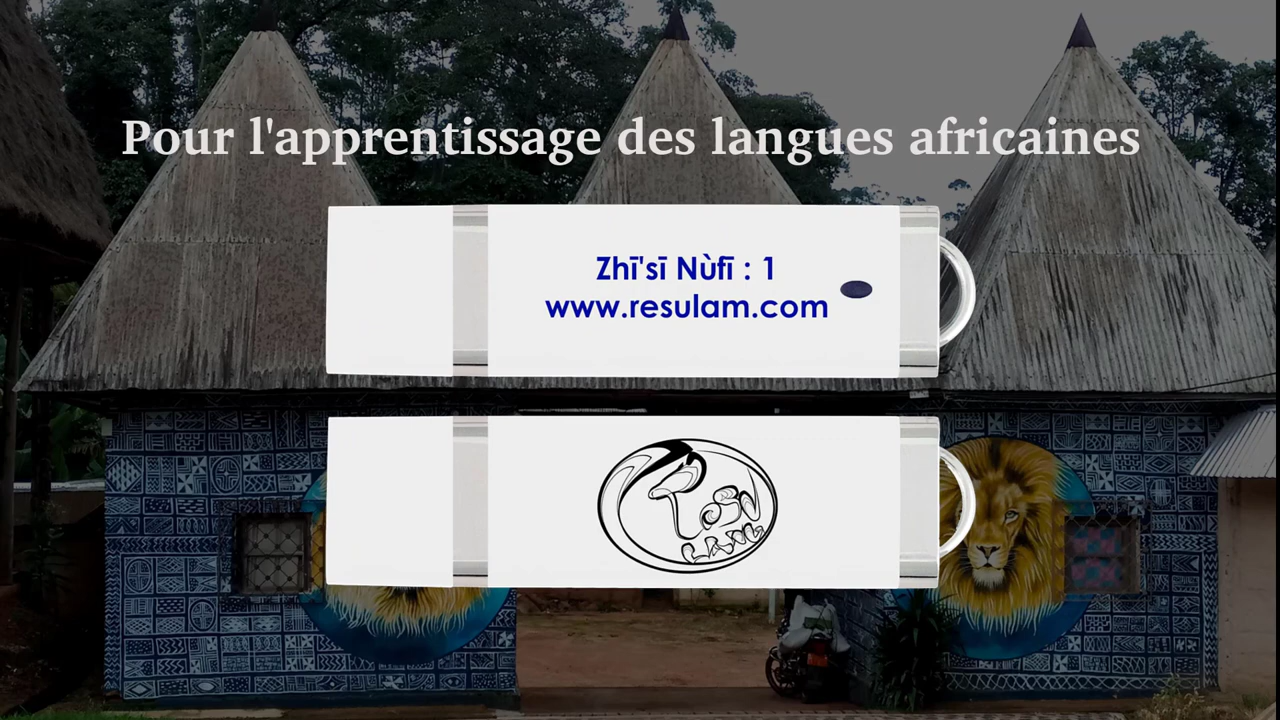 Pour l'apprentissage des langues africaines
Zhī'sī Nùfī : 1
www.resulam.com